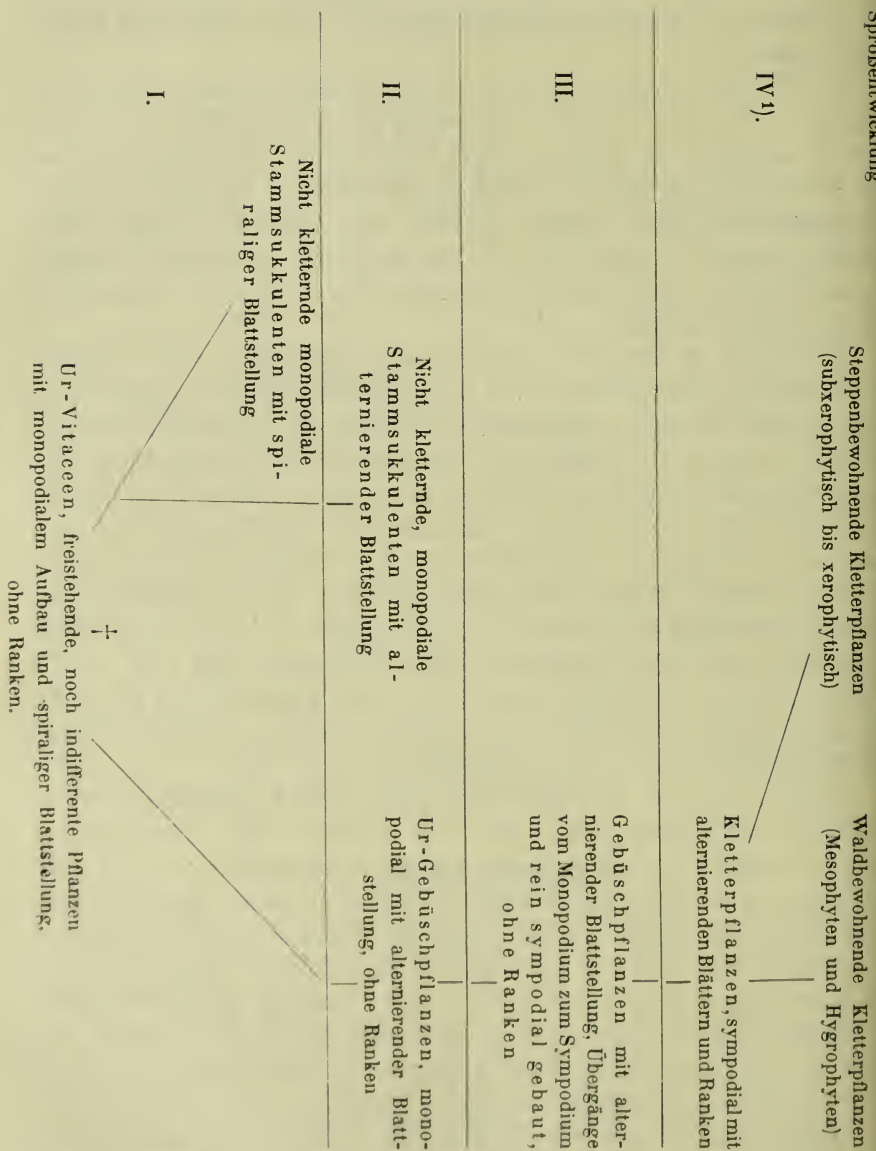 Sproßentwicklung
Steppenbewohnende Kletterpflanzen
(subxerophytisch bis xerophytisch)
Waldbewohnende Kletterpflanzen
(Mesophyten und Hygrophyten)
IV¹).
Kletterpflanzen, sympodial mit
alternierenden Blättern und Ranken
III.
Gebüschpflanzen mit alter-
nierender Blattstellung, Übergänge
vom Monopodium zum Sympodium
und rein sympodial gebaut,
ohne Ranken
II.
Nicht kletternde, monopodiale
Stammsukkulenten mit al-
ternierender Blattstellung
Ur-Gebüschpflanzen, mono-
podial mit alternierender Blatt-
stellung, ohne Ranken
I.
Nicht kletternde monopodiale
Stammsukkulenten mit spi-
raliger Blattstellung
†
Ur-Vitaceen, freistehende, noch indifferente Pflanzen
mit monopodialem Aufbau und spiraliger Blattstellung,
ohne Ranken.